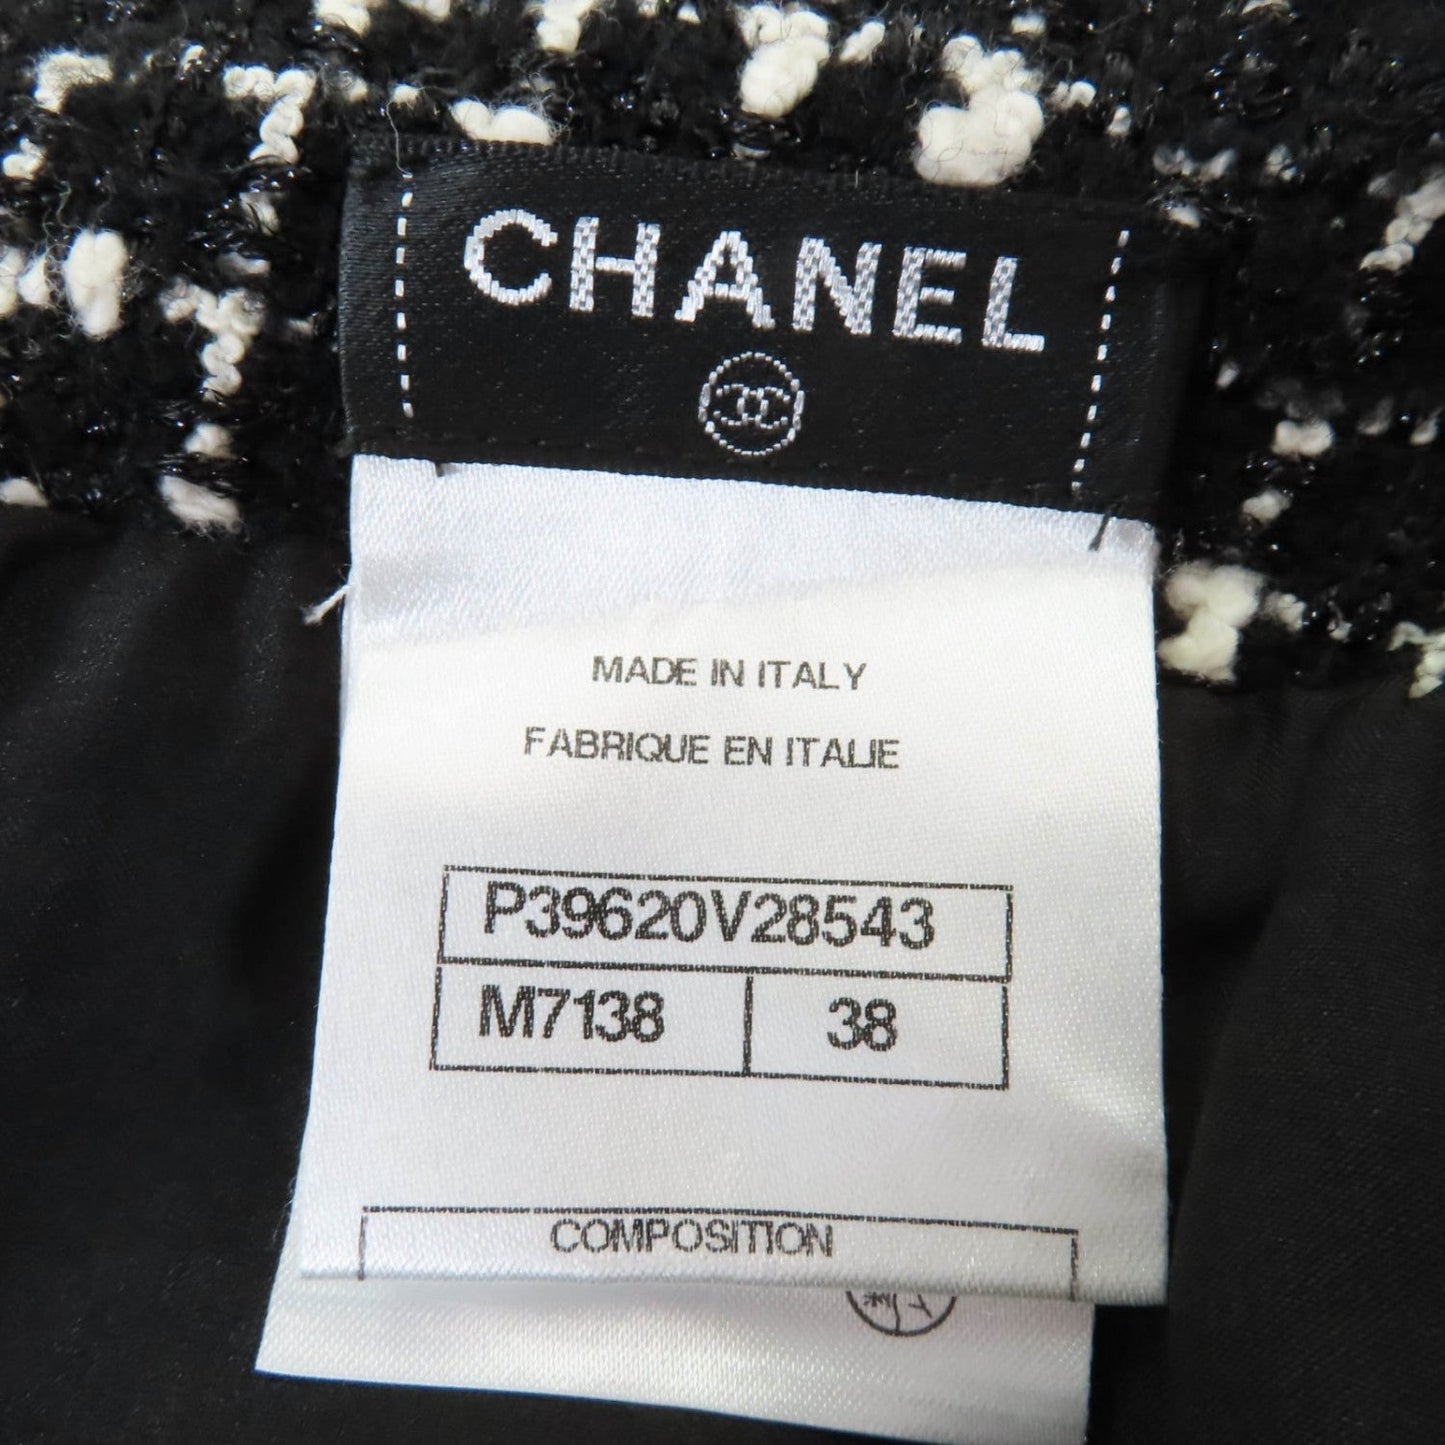 CHANEL
MADE IN ITALY
FABRIQUE EN ITALIE
P39620V28543
M7138 38
COMPOSITION